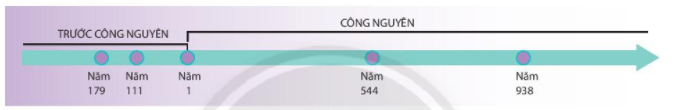 CÔNG NGUYÊN
TRƯỚC CÔNG NGUYÊN
Năm Năm Năm Năm Năm
179 111 1 544 938